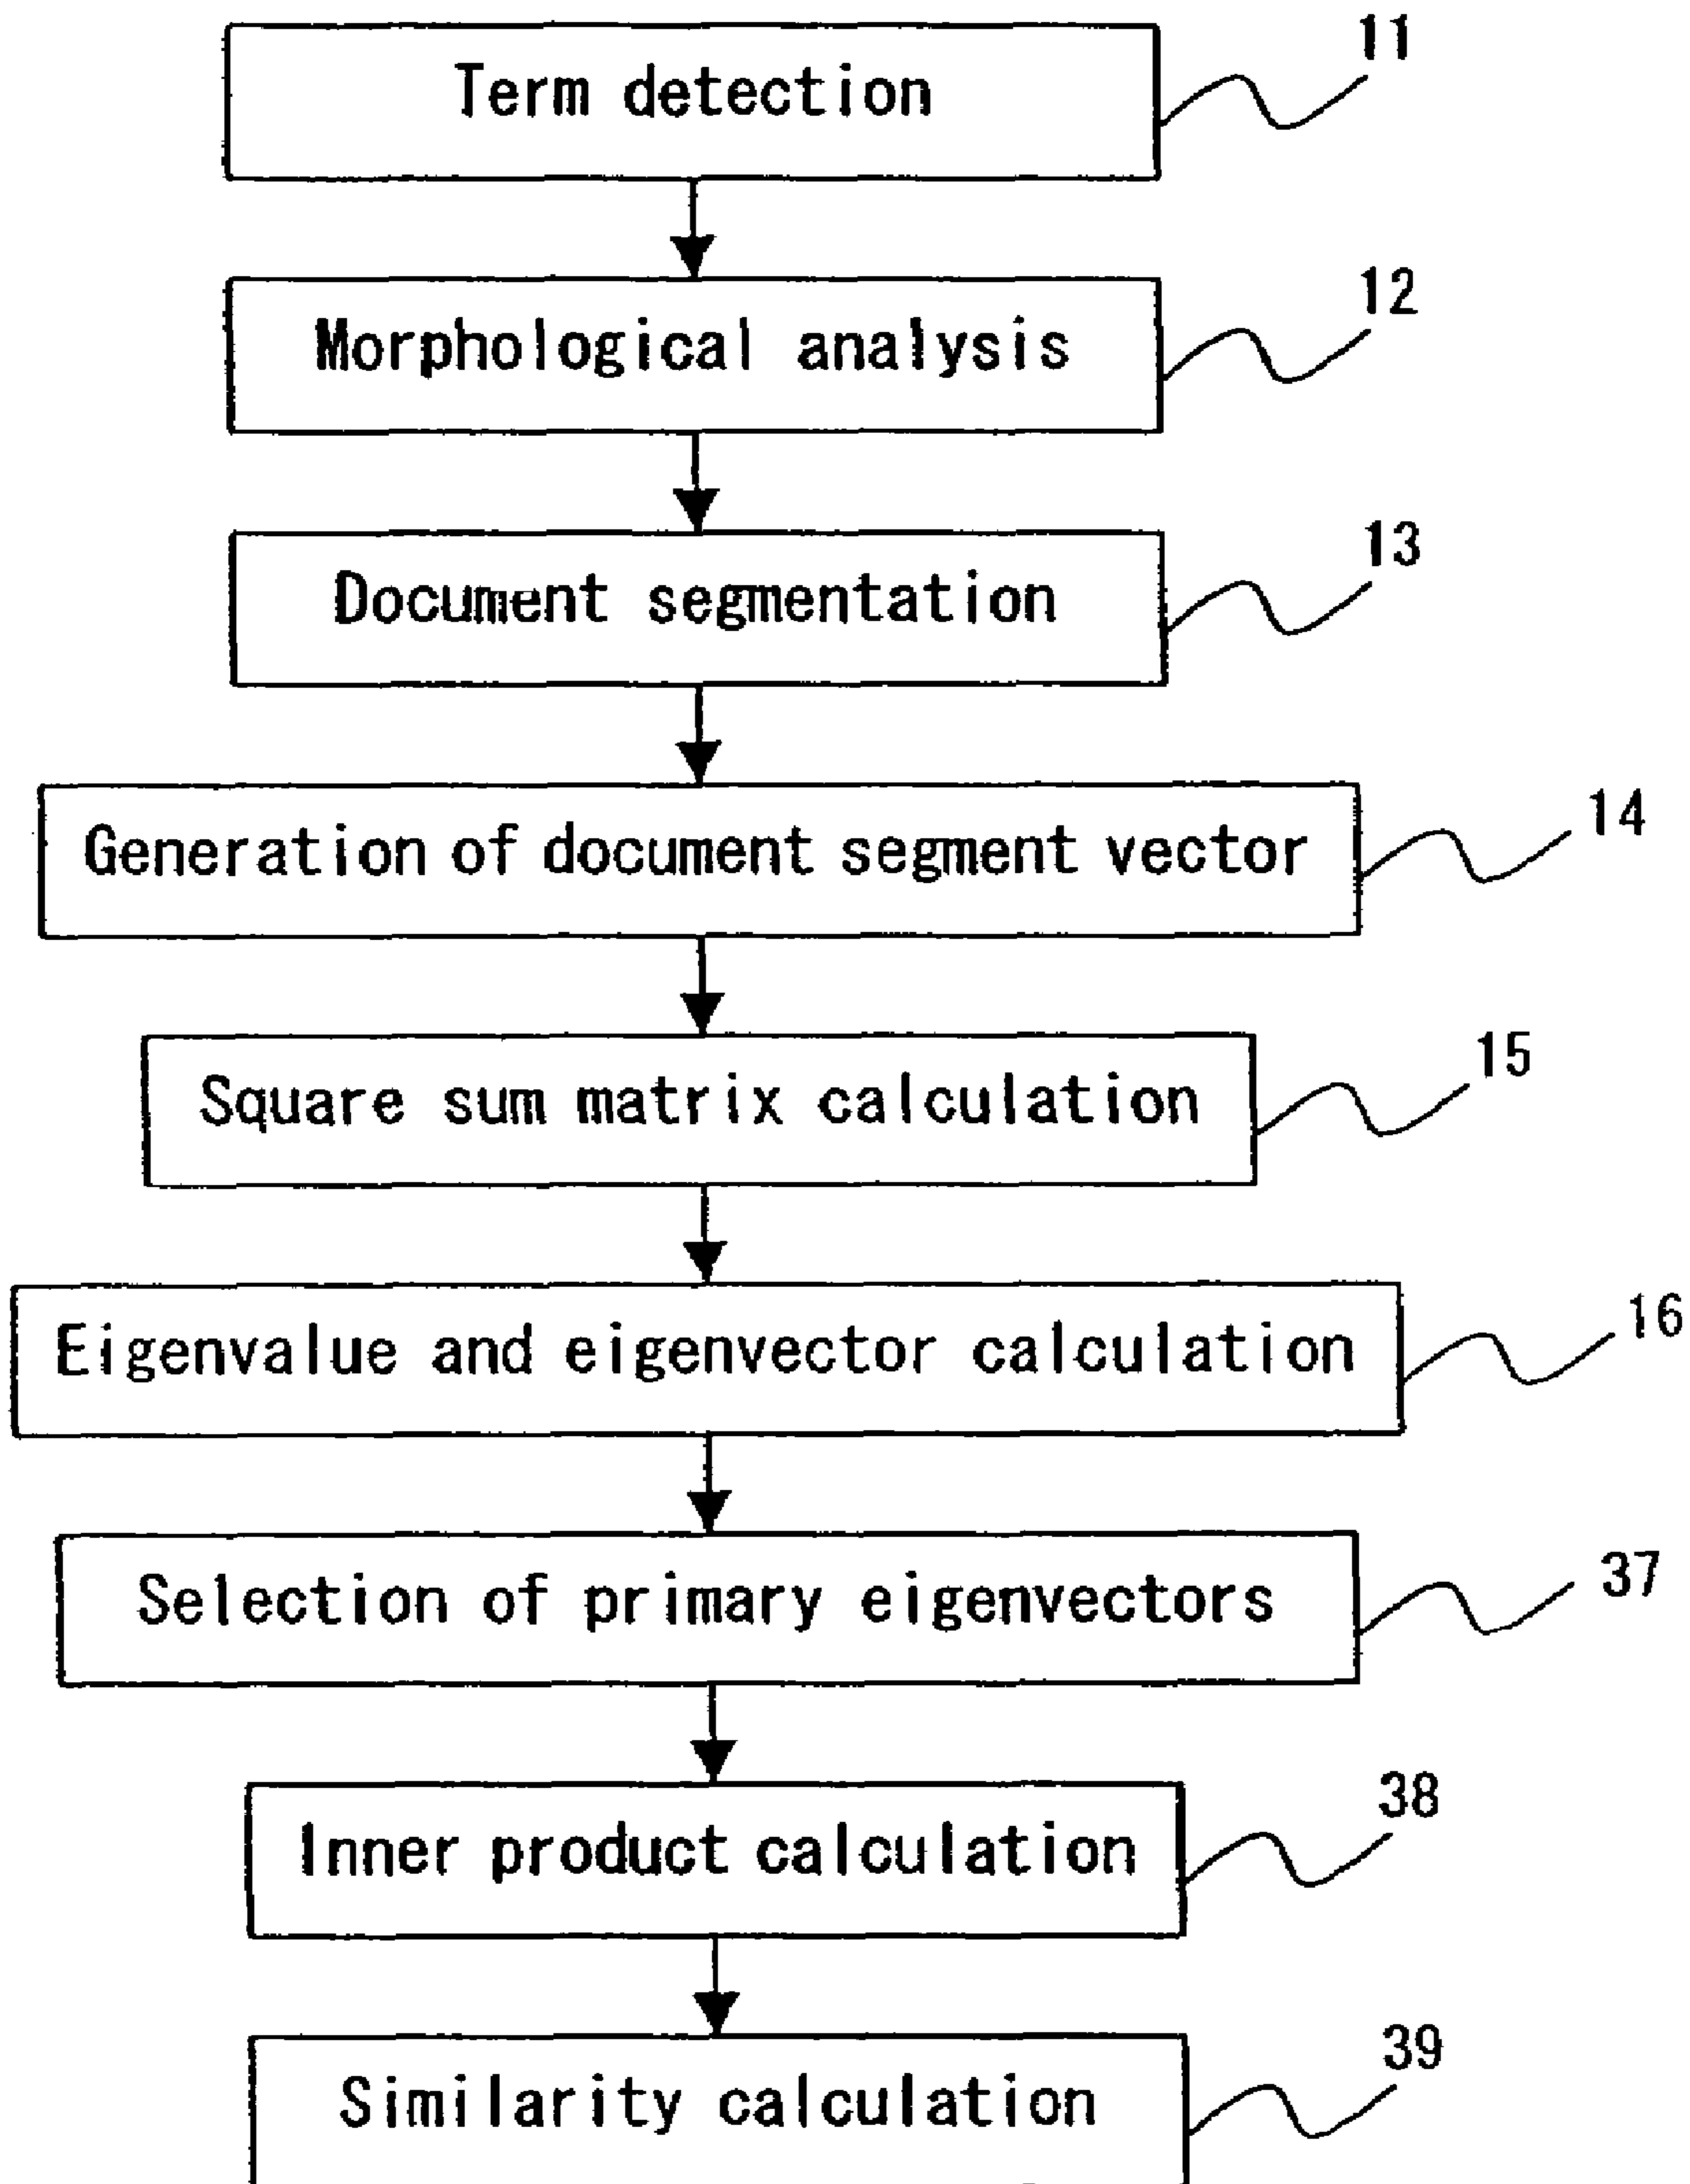 Term detection
11
Morphological analysis
12
Document segmentation
13
Generation of document segment vector
14
Square sum matrix calculation
15
Eigenvalue and eigenvector calculation
16
Selection of primary eigenvectors
37
Inner product calculation
38
Similarity calculation
39